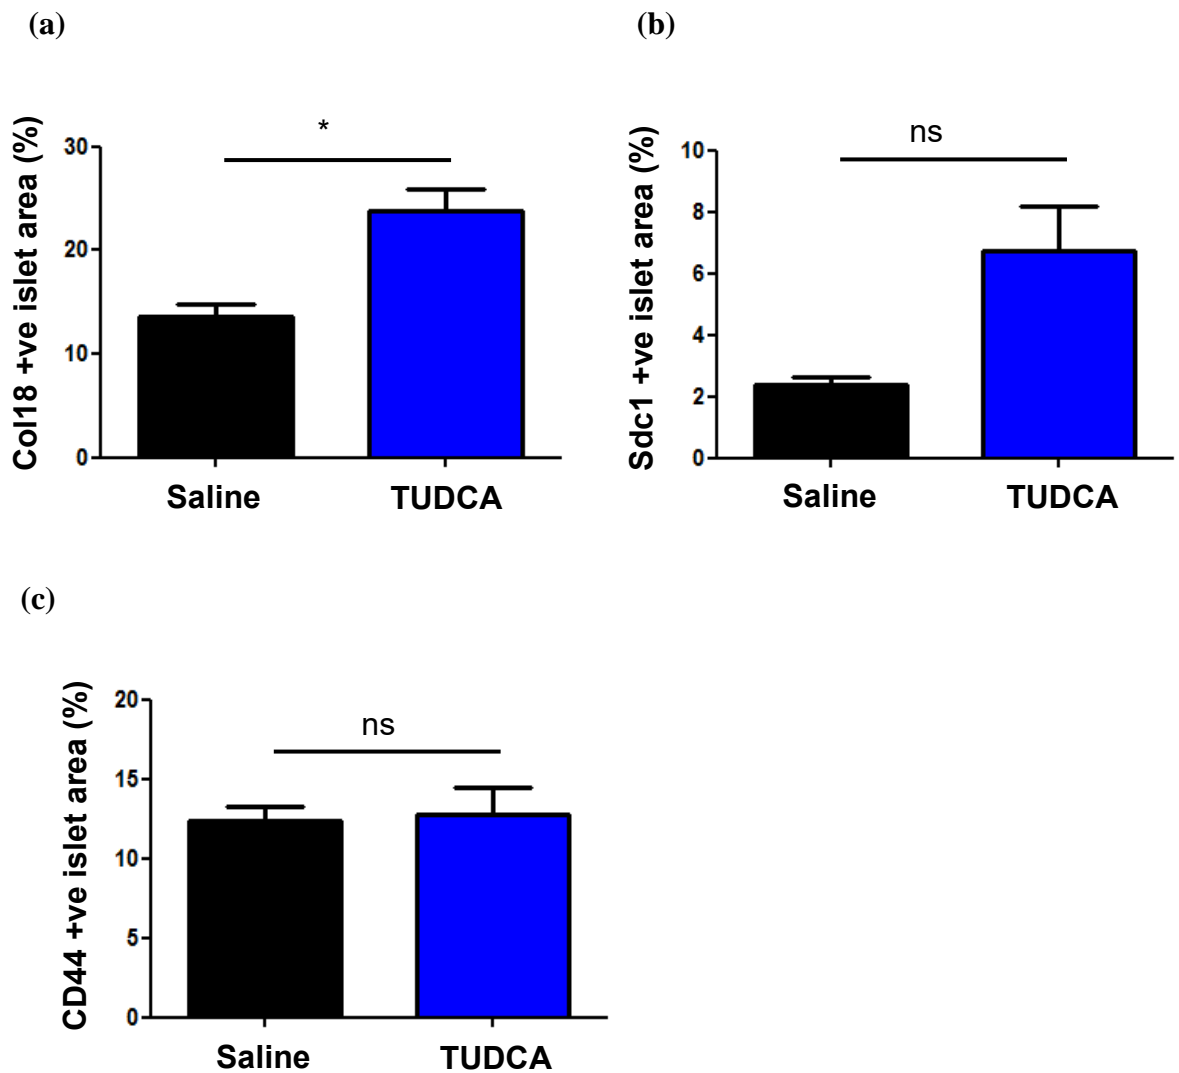 (a)
*
Col18 +ve islet area (%)
30
20
10
0
Saline TUDCA
(b)
ns
Sdc1 +ve islet area (%)
10
8
6
4
2
0
Saline TUDCA
(c)
ns
CD44 +ve islet area (%)
20
15
10
5
0
Saline TUDCA